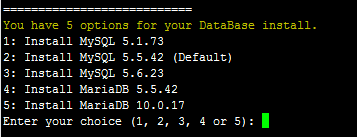 ===========================
You have 5 options for your DataBase install.
1: Install MySQL 5.1.73
2: Install MySQL 5.5.42 (Default)
3: Install MySQL 5.6.23
4: Install MariaDB 5.5.42
5: Install MariaDB 10.0.17
Enter your choice (1, 2, 3, 4 or 5):